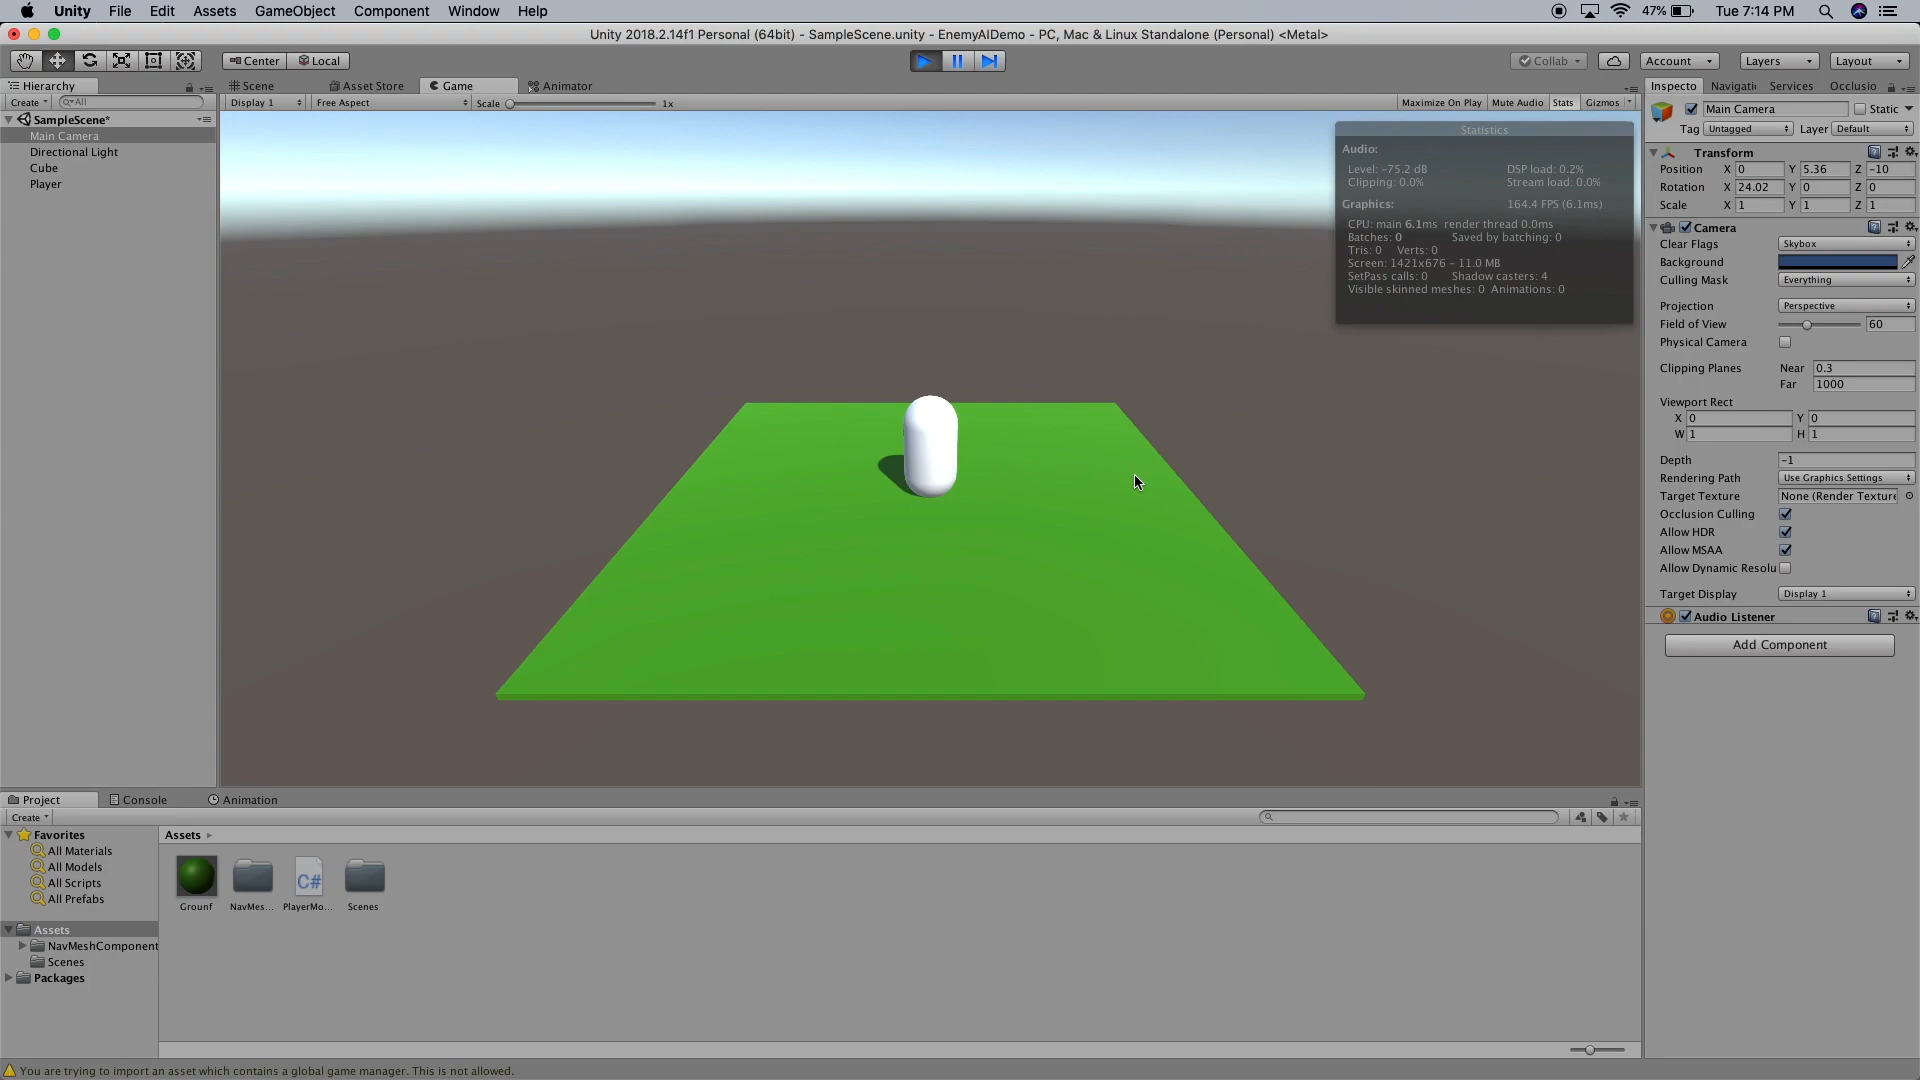 Unity File Edit Assets GameObject Component Window Help 47% Tue 7:14 PM
Unity 2018.2.14f1 Personal (64bit) - SampleScene.unity - EnemyAIDemo - PC, Mac & Linux Standalone (Personal) <Metal>
Center Local Collab Account Layers Layout
Hierarchy Scene Asset Store Game Animator Inspecto Navigati Services Occlusio
Create All Display 1 Free Aspect Scale 1x Maximize On Play Mute Audio Stats Gizmos
SampleScene*
Main Camera
Directional Light
Cube
Player
Statistics
Audio:
Level: -75.2 dB DSP load: 0.2%
Clipping: 0.0% Stream load: 0.0%
Graphics: 164.4 FPS (6.1ms)
CPU: main 6.1ms render thread 0.0ms
Batches: 0 Saved by batching: 0
Tris: 0 Verts: 0
Screen: 1421x676 - 11.0 MB
SetPass calls: 0 Shadow casters: 4
Visible skinned meshes: 0 Animations: 0
Main Camera Static
Tag Untagged Layer Default
Transform
Position X 0 Y 5.36 Z -10
Rotation X 24.02 Y 0 Z 0
Scale X 1 Y 1 Z 1
Camera
Clear Flags Skybox
Background
Culling Mask Everything
Projection Perspective
Field of View 60
Physical Camera
Clipping Planes Near 0.3
Far 1000
Viewport Rect
X 0 Y 0
W 1 H 1
Depth -1
Rendering Path Use Graphics Settings
Target Texture None (Render Texture
Occlusion Culling
Allow HDR
Allow MSAA
Allow Dynamic Resolu
Target Display Display 1
Audio Listener
Add Component
Project Console Animation
Create
Favorites
All Materials
All Models
All Scripts
All Prefabs
Assets
NavMeshComponent
Scenes
Packages
Assets
C#
Grounf NavMes... PlayerMo... Scenes
You are trying to import an asset which contains a global game manager. This is not allowed.